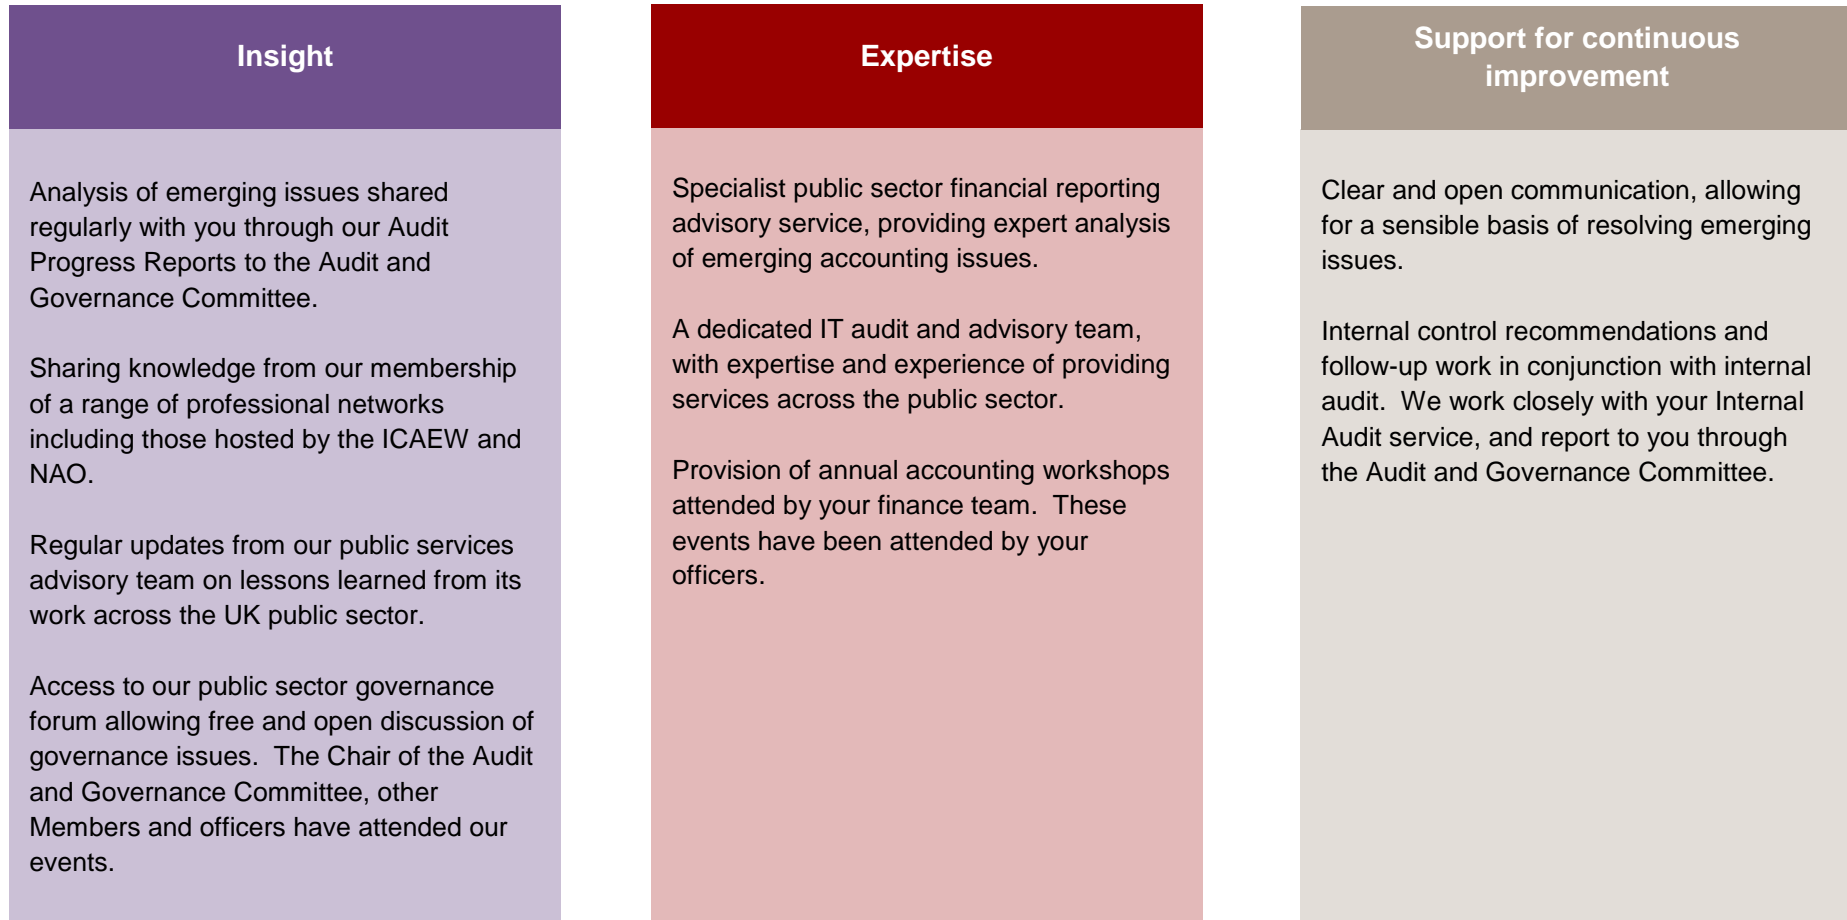 Insight
Analysis of emerging issues shared
regularly with you through our Audit
Progress Reports to the Audit and
Governance Committee.
Sharing knowledge from our membership
of a range of professional networks
including those hosted by the ICAEW and
NAO.
Regular updates from our public services
advisory team on lessons learned from its
work across the UK public sector.
Access to our public sector governance
forum allowing free and open discussion of
governance issues.  The Chair of the Audit
and Governance Committee, other
Members and officers have attended our
events.
Expertise
Specialist public sector financial reporting
advisory service, providing expert analysis
of emerging accounting issues.
A dedicated IT audit and advisory team,
with expertise and experience of providing
services across the public sector.
Provision of annual accounting workshops
attended by your finance team.  These
events have been attended by your
officers.
Support for continuous
improvement
Clear and open communication, allowing
for a sensible basis of resolving emerging
issues.
Internal control recommendations and
follow-up work in conjunction with internal
audit.  We work closely with your Internal
Audit service, and report to you through
the Audit and Governance Committee.